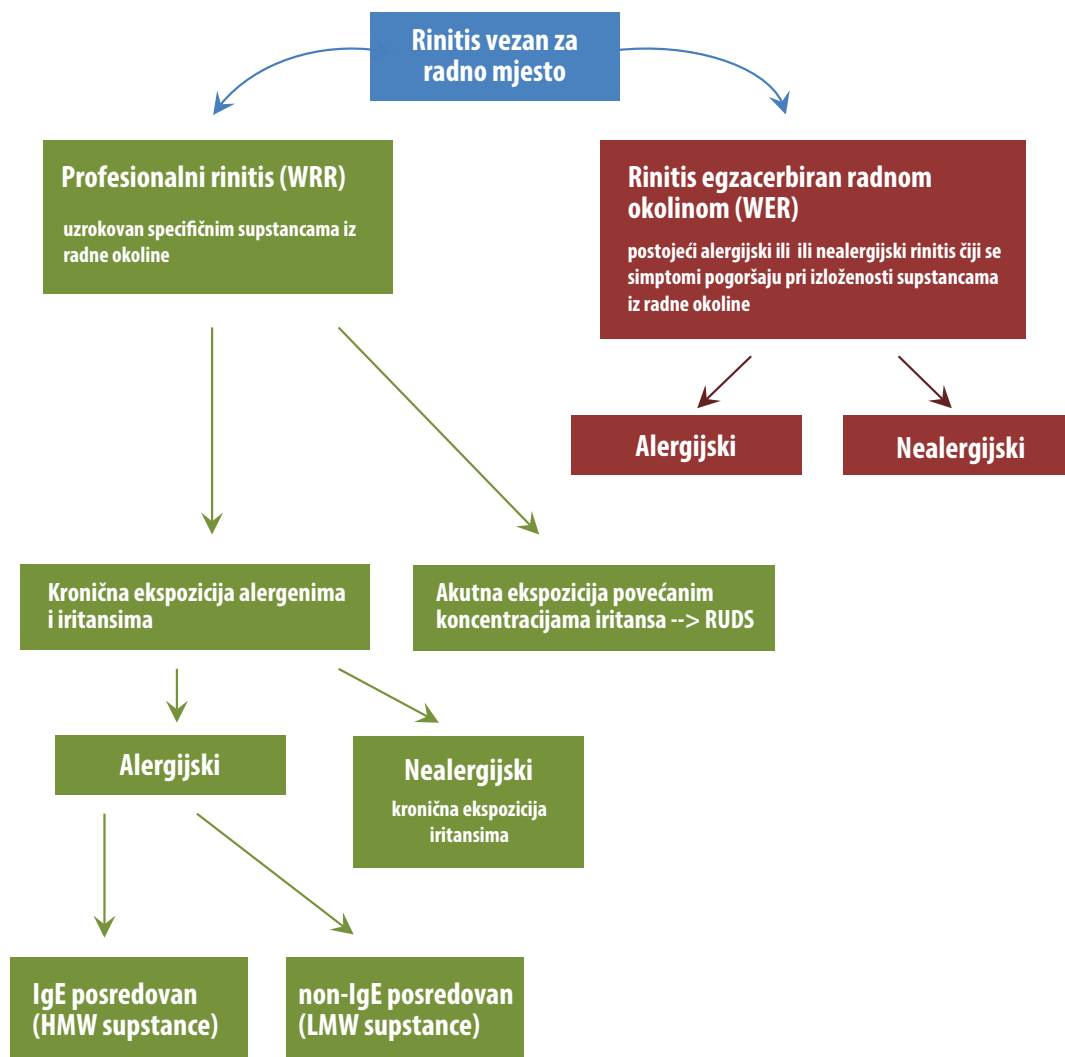 Rinitis vezan za
radno mjesto
Profesionalni rinitis (WRR)
uzrokovan specifičnim supstancama iz
radne okoline
Rinitis egzacerbiran radnom
okolinom (WER)
postojeći alergijski ili  ili nealergijski rinitis čiji se
simptomi pogoršaju pri izloženosti supstancama
iz radne okoline
Alergijski
Nealergijski
Kronična ekspozicija alergenima
i iritansima
Akutna ekspozicija povećanim
koncentracijama iritansa --> RUDS
Alergijski
Nealergijski
kronična ekspozicija
iritansima
IgE posredovan
(HMW supstance)
non-IgE posredovan
(LMW supstance)